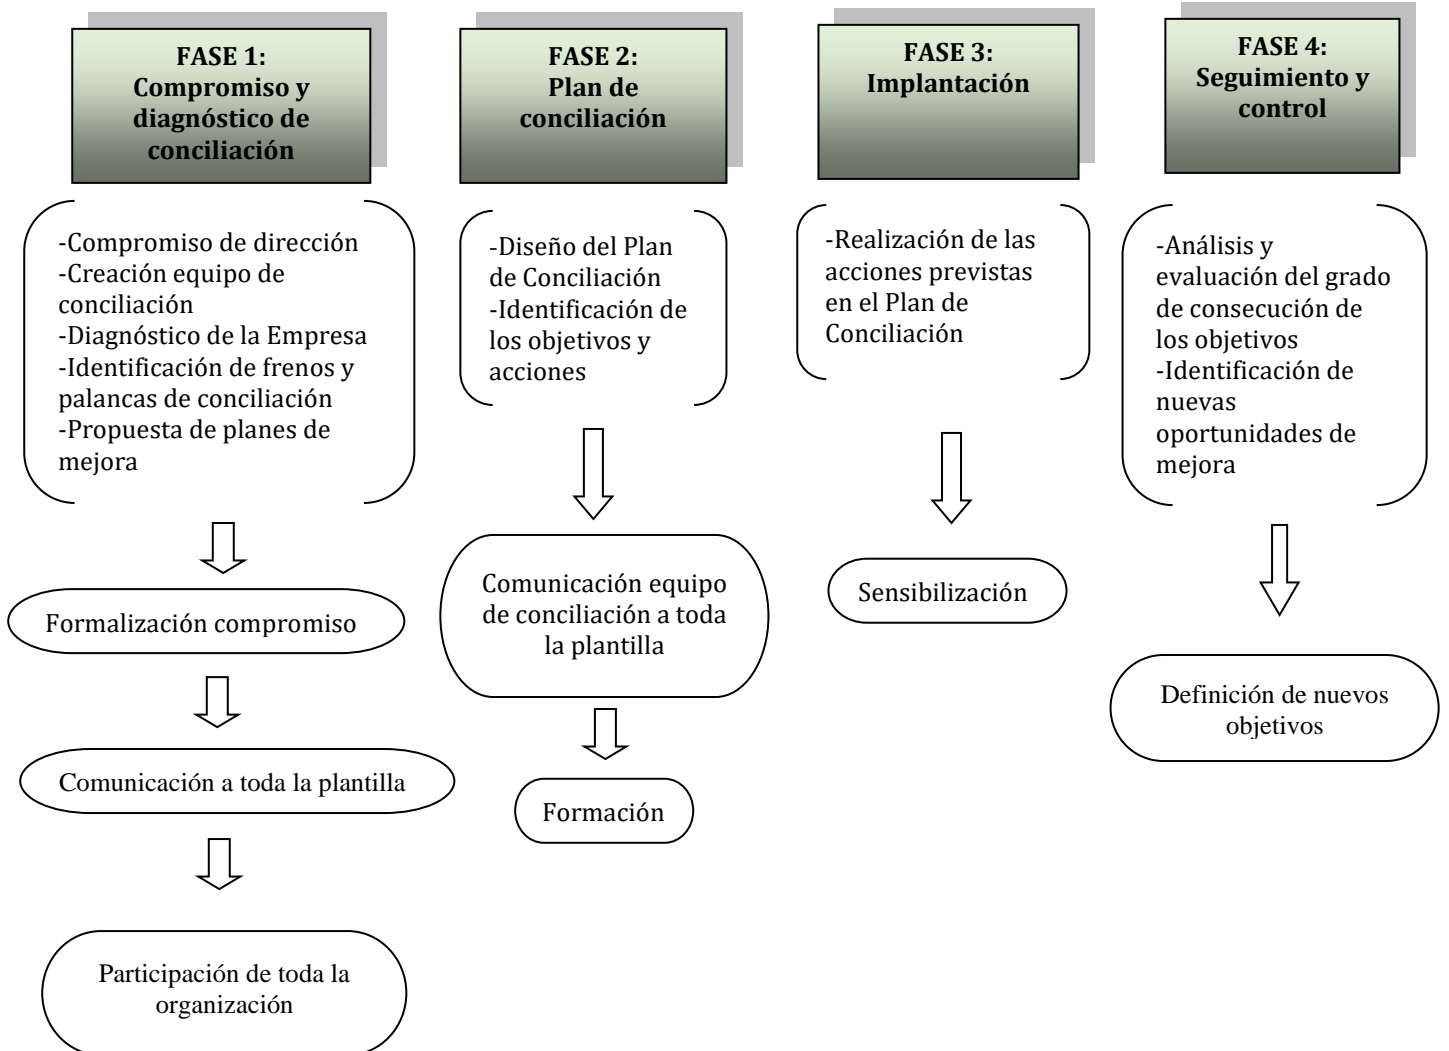 FASE 1:
Compromiso y
diagnóstico de
conciliación
-Compromiso de dirección
-Creación equipo de
conciliación
-Diagnóstico de la Empresa
-Identificación de frenos y
palancas de conciliación
-Propuesta de planes de
mejora
Formalización compromiso
Comunicación a toda la plantilla
Participación de toda la
organización
FASE 2:
Plan de
conciliación
-Diseño del Plan
de Conciliación
-Identificación de
los objetivos y
acciones
Comunicación equipo
de conciliación a toda
la plantilla
Formación
FASE 3:
Implantación
-Realización de las
acciones previstas
en el Plan de
Conciliación
Sensibilización
FASE 4:
Seguimiento y
control
-Análisis y
evaluación del grado
de consecución de
los objetivos
-Identificación de
nuevas
oportunidades de
mejora
Definición de nuevos
objetivos